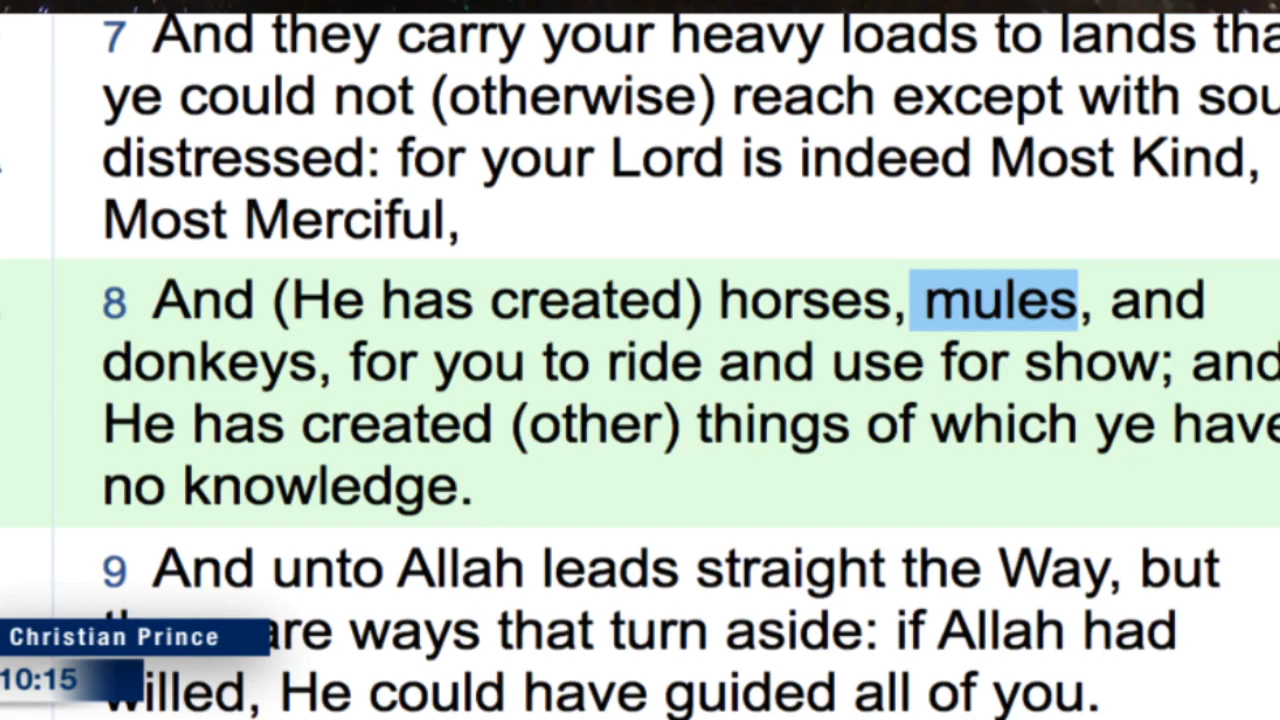 7 And they carry your heavy loads to lands
ye could not (otherwise) reach except with
distressed: for your Lord is indeed Most Kind,
Most Merciful,
8 And (He has created) horses, mules, and
donkeys, for you to ride and use for show; and
He has created (other) things of which ye have
no knowledge.
9 And unto Allah leads straight the Way, but
are ways that turn aside: if Allah had
Christian Prince
10:15
willed, He could have guided all of you.